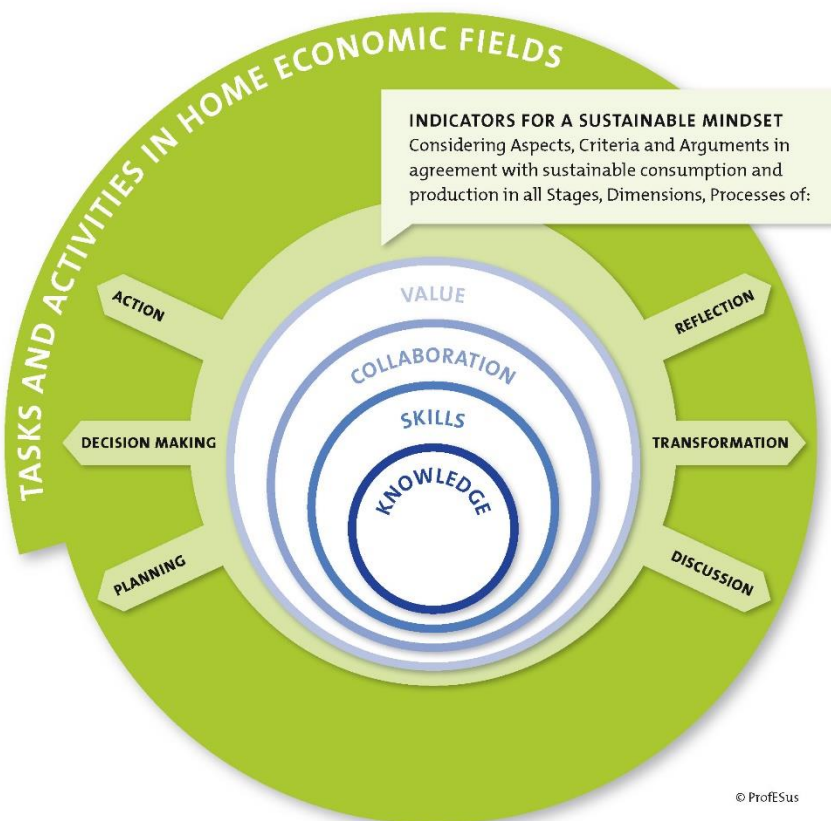 TASKS AND ACTIVITIES IN HOME ECONOMIC FIELDS
INDICATORS FOR A SUSTAINABLE MINDSET
Considering Aspects, Criteria and Arguments in
agreement with sustainable consumption and
production in all Stages, Dimensions, Processes of:
ACTION
DECISION MAKING
PLANNING
VALUE
COLLABORATION
SKILLS
KNOWLEDGE
REFLECTION
TRANSFORMATION
DISCUSSION
© ProfESus